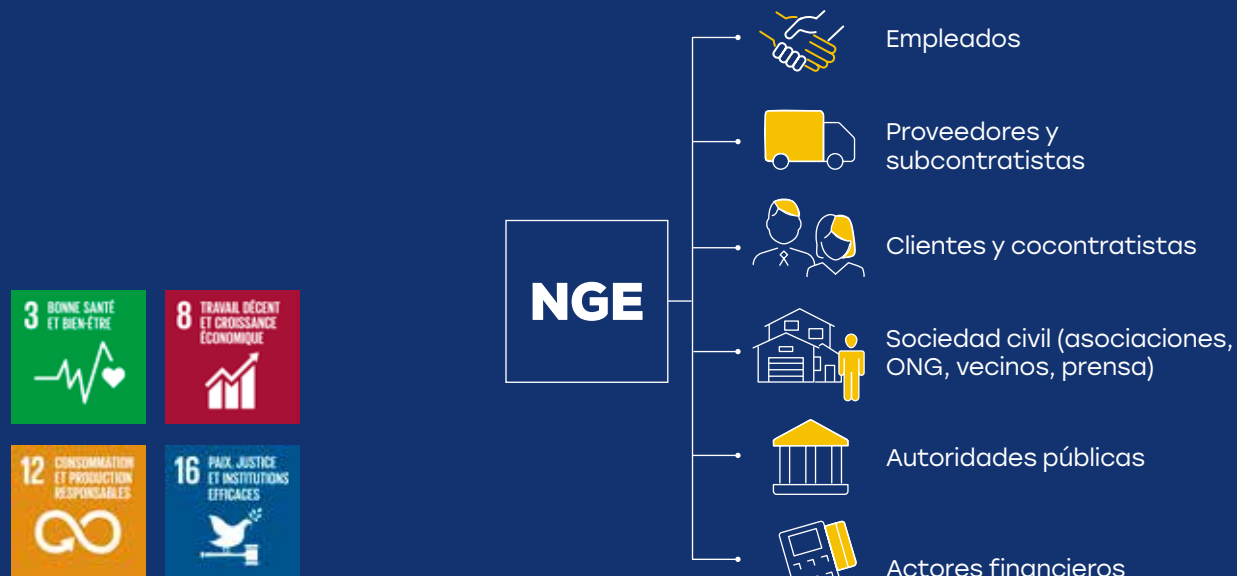 3 BONNE SANTÉ
ET BIEN-ÊTRE
8 TRAVAIL DÉCENT
ET CROISSANCE
ÉCONOMIQUE
12 CONSOMMATION
ET PRODUCTION
RESPONSABLES
16 PAIX, JUSTICE
ET INSTITUTIONS
EFFICACES
NGE
Empleados
Proveedores y
subcontratistas
Clientes y cocontratistas
Sociedad civil (asociaciones,
ONG, vecinos, prensa)
Autoridades públicas
Actores financieros